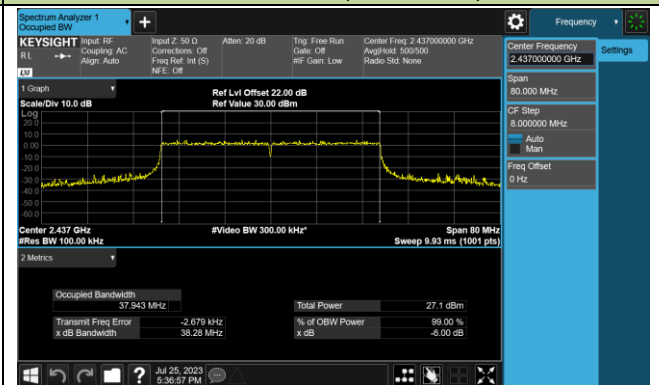 Spectrum Analyzer 1
Occupied BW
+
Frequency
KEYSIGHT
Input: RF
Coupling: AC
Align: Auto
Input Z: 50 Ω
Corrections: Off
Freq Ref: Int (S)
NFE: Off
Atten: 20 dB
Trig: Free Run
Gate: Off
#IF Gain: Low
Center Freq: 2.437000000 GHz
Avg|Hold: 500/500
Radio Std: None
RL
LXI
1 Graph
Scale/Div 10.0 dB
Ref Lvl Offset 22.00 dB
Ref Value 30.00 dBm
Log
20.0
10.0
0.00
-10.0
-20.0
-30.0
-40.0
-50.0
-60.0
Center 2.437 GHz
#Res BW 100.00 kHz
#Video BW 300.00 kHz*
Span 80 MHz
Sweep 9.93 ms (1001 pts)
2 Metrics
Occupied Bandwidth
37.943 MHz
Total Power 27.1 dBm
Transmit Freq Error -2.679 kHz
% of OBW Power 99.00 %
x dB Bandwidth 38.28 MHz
x dB -6.00 dB
Center Frequency
2.437000000 GHz
Settings
Span
80.000 MHz
CF Step
8.000000 MHz
Auto
Man
Freq Offset
0 Hz
?
Jul 25, 2023
5:36:57 PM